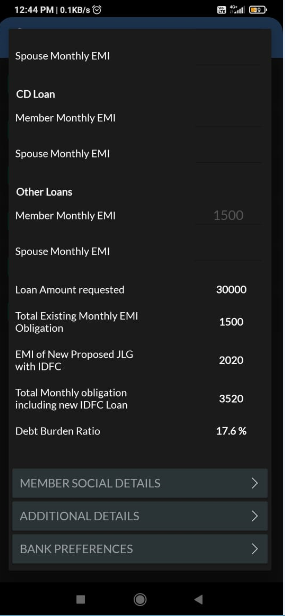 12:44 PM | 0.1KB/s
Spouse Monthly EMI
CD Loan
Member Monthly EMI
Spouse Monthly EMI
Other Loans
Member Monthly EMI 1500
Spouse Monthly EMI
Loan Amount requested 30000
Total Existing Monthly EMI
Obligation 1500
EMI of New Proposed JLG
with IDFC 2020
Total Monthly obligation
including new IDFC Loan 3520
Debt Burden Ratio 17.6 %
MEMBER SOCIAL DETAILS
ADDITIONAL DETAILS
BANK PREFERENCES